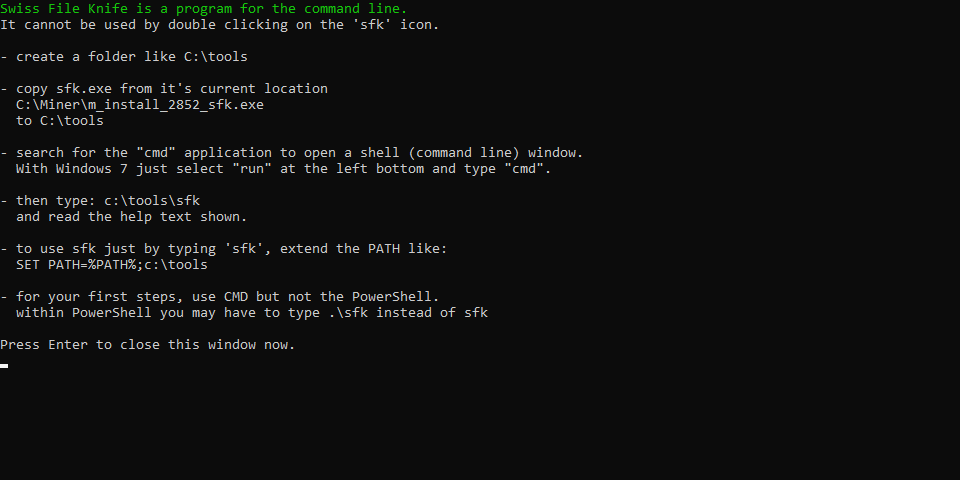 Swiss File Knife is a program for the command line.
It cannot be used by double clicking on the 'sfk' icon.
- create a folder like C:\tools
- copy sfk.exe from it's current location
C:\Miner\m_install_2852_sfk.exe
to C:\tools
- search for the "cmd" application to open a shell (command line) window.
With Windows 7 just select "run" at the left bottom and type "cmd".
- then type: c:\tools\sfk
and read the help text shown.
- to use sfk just by typing 'sfk', extend the PATH like:
SET PATH=%PATH%;c:\tools
- for your first steps, use CMD but not the PowerShell.
within PowerShell you may have to type .\sfk instead of sfk
Press Enter to close this window now.